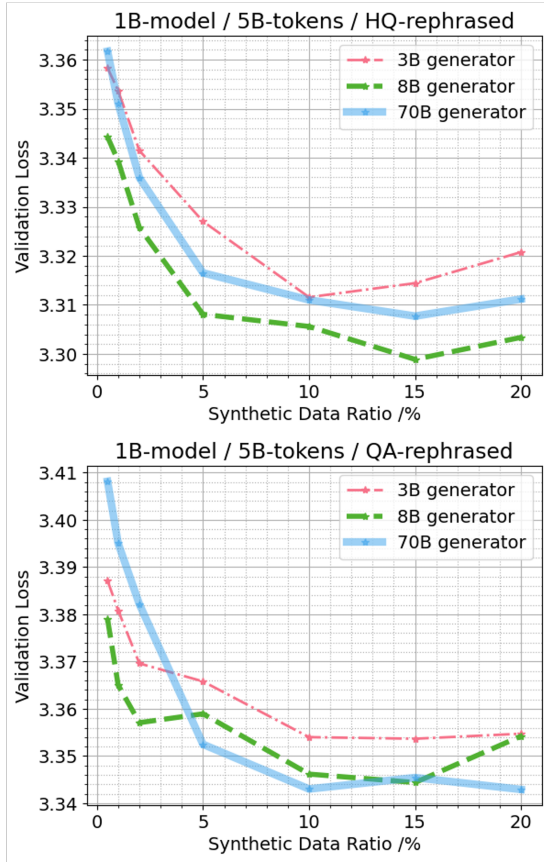 1B-model / 5B-tokens / HQ-rephrased
3B generator
8B generator
70B generator
3.36
3.35
3.34
3.33
3.32
3.31
3.30
Validation Loss
0 5 10 15 20
Synthetic Data Ratio /%
1B-model / 5B-tokens / QA-rephrased
3B generator
8B generator
70B generator
3.41
3.40
3.39
3.38
3.37
3.36
3.35
3.34
Validation Loss
0 5 10 15 20
Synthetic Data Ratio /%